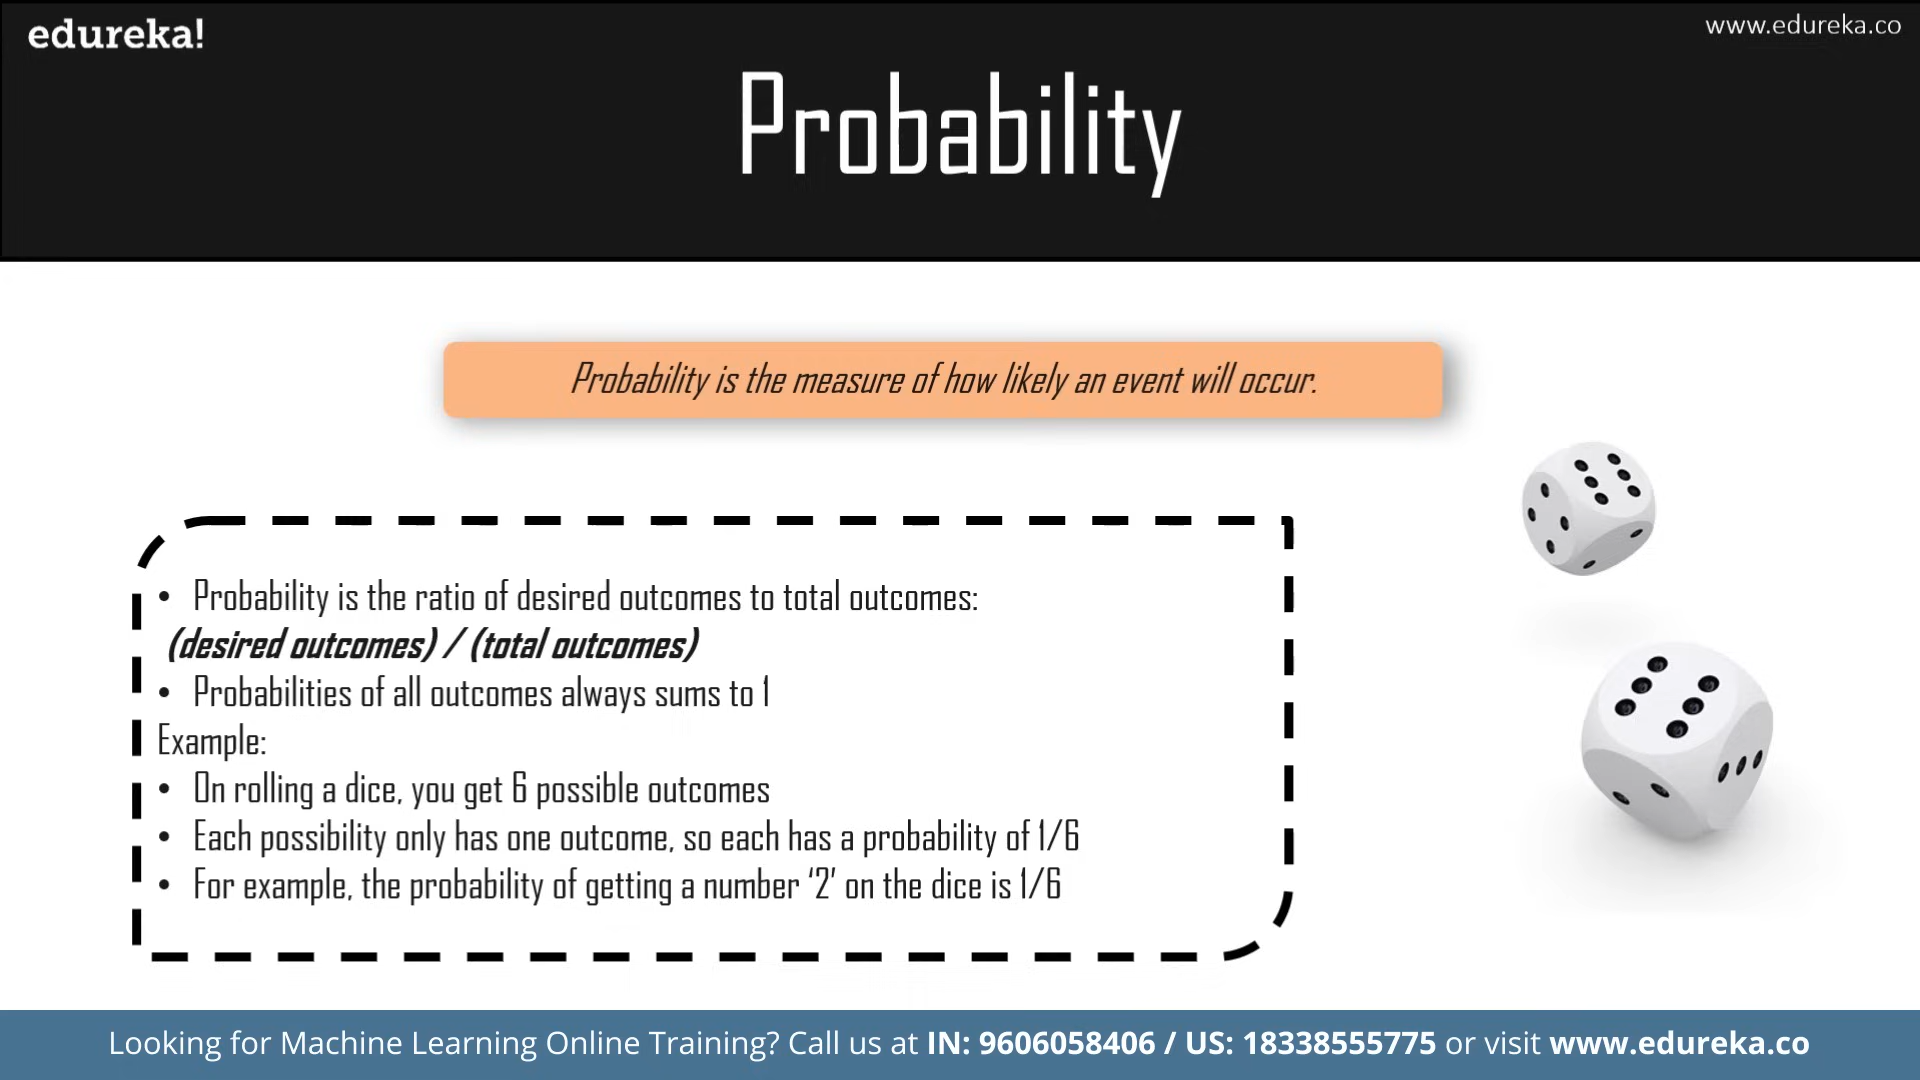 edureka!
www.edureka.co
Probability
Probability is the measure of how likely an event will occur.
• Probability is the ratio of desired outcomes to total outcomes:
(desired outcomes) / (total outcomes)
• Probabilities of all outcomes always sums to 1
Example:
• On rolling a dice, you get 6 possible outcomes
• Each possibility only has one outcome, so each has a probability of 1/6
• For example, the probability of getting a number ‘2’ on the dice is 1/6
Looking for Machine Learning Online Training? Call us at IN: 9606058406 / US: 18338555775 or visit www.edureka.co